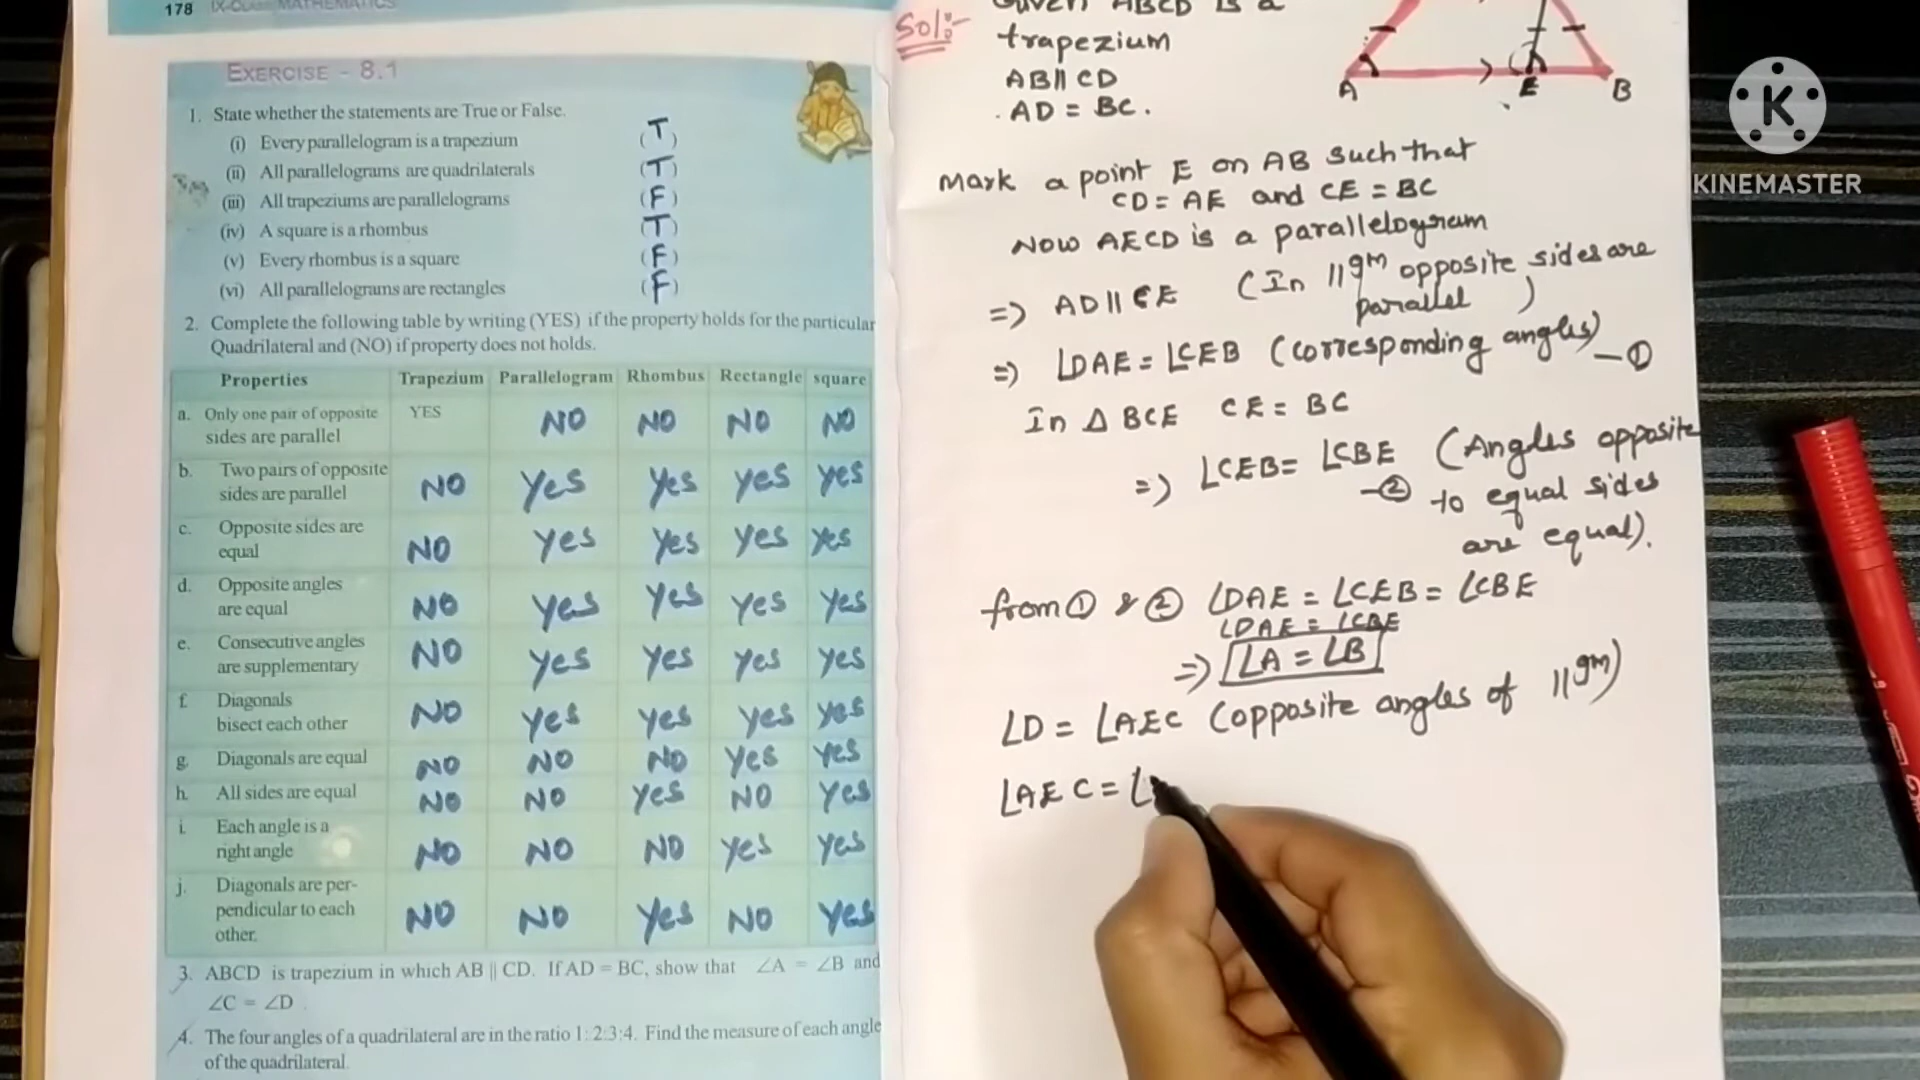 178 IX-Class MATHEMATICS
EXERCISE - 8.1
1. State whether the statements are True or False.
(i) Every parallelogram is a trapezium (T)
(ii) All parallelograms are quadrilaterals (T)
(iii) All trapeziums are parallelograms (F)
(iv) A square is a rhombus (T)
(v) Every rhombus is a square (F)
(vi) All parallelograms are rectangles (F)
2. Complete the following table by writing (YES) if the property holds for the particular
Quadrilateral and (NO) if property does not holds.
Properties Trapezium Parallelogram Rhombus Rectangle square
a. Only one pair of opposite YES NO NO NO NO
sides are parallel
b. Two pairs of opposite NO Yes Yes yes yes
sides are parallel
c. Opposite sides are NO yes Yes yes yes
equal
d. Opposite angles NO yes yes yes yes
are equal
e. Consecutive angles NO yes yes yes yes
are supplementary
f. Diagonals NO yes yes yes yes
bisect each other
g. Diagonals are equal NO NO NO yes yes
h. All sides are equal NO NO yes NO yes
i. Each angle is a NO NO NO yes yes
right angle
j. Diagonals are per- NO NO Yes NO yes
pendicular to each
other.
3. ABCD is trapezium in which AB || CD. If AD = BC, show that ∠A = ∠B and
∠C = ∠D
4. The four angles of a quadrilateral are in the ratio 1: 2:3:4. Find the measure of each angle
of the quadrilateral.
Sol:- Given ABCD is a
trapezium
AB || CD
AD = BC.
A E B
K
KINEMASTER
Mark a point E on AB such that
CD = AE and CE = BC
Now AECD is a parallelogram
=> AD || CE (In ||gm opposite sides are
parallel)
=> ∠DAE = ∠CEB (corresponding angles) -①
In Δ BCE CE = BC
=> ∠CEB = ∠CBE (Angles opposite
-② to equal sides
are equal).
from ① & ② ∠DAE = ∠CEB = ∠CBE
∠DAE = ∠CBE
=> ∠A = ∠B
∠D = ∠AEC (opposite angles of ||gm)
∠AEC = ∠